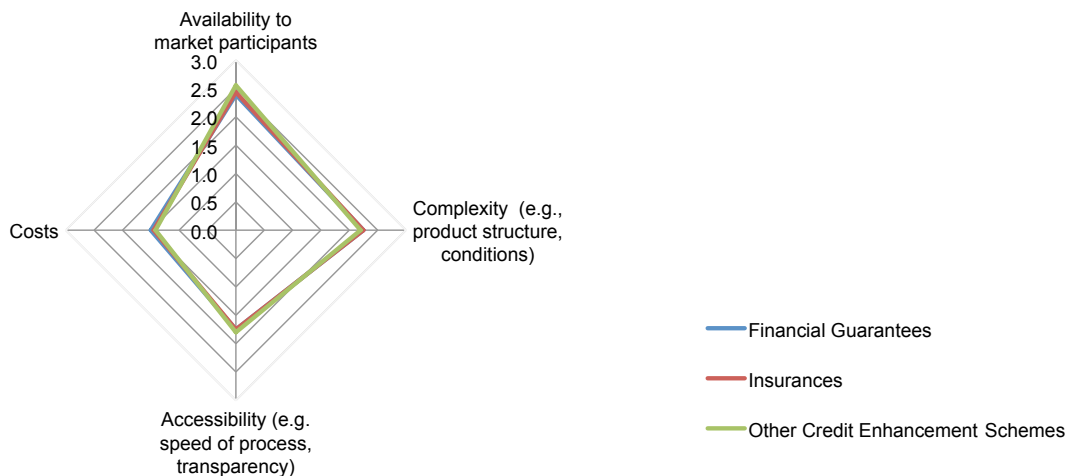 Availability to
market participants
3.0
2.5
2.0
1.5
1.0
0.5
0.0
Costs
Complexity (e.g.,
product structure,
conditions)
Accessibility (e.g.
speed of process,
transparency)
Financial Guarantees
Insurances
Other Credit Enhancement Schemes